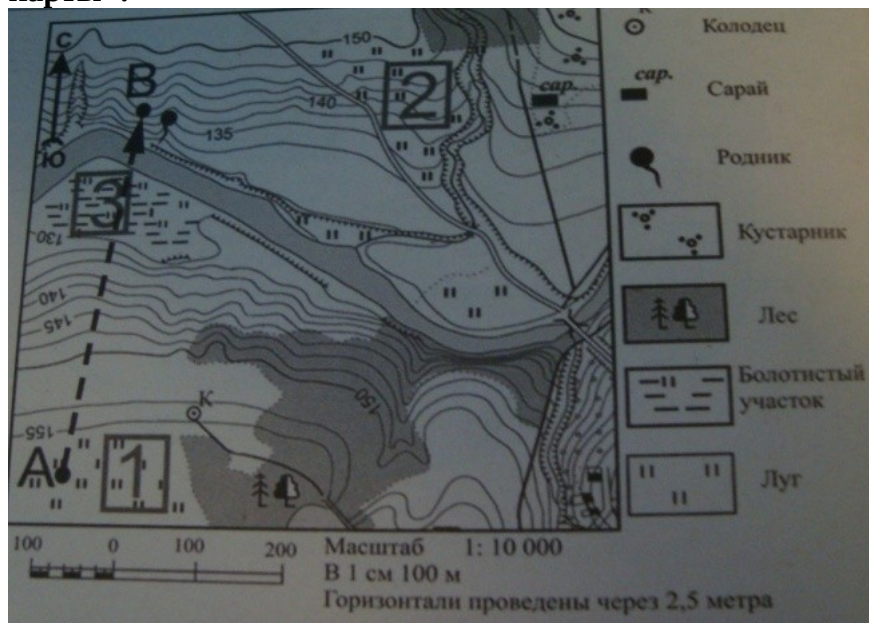 С
Ю
В
А
150
140
135
130
140
145
155
150
1
2
3
К
сар.
Колодец
сар.
Сарай
Родник
Кустарник
Лес
Болотистый
участок
Луг
100 0 100 200
Масштаб 1: 10 000
В 1 см 100 м
Горизонтали проведены через 2,5 метра